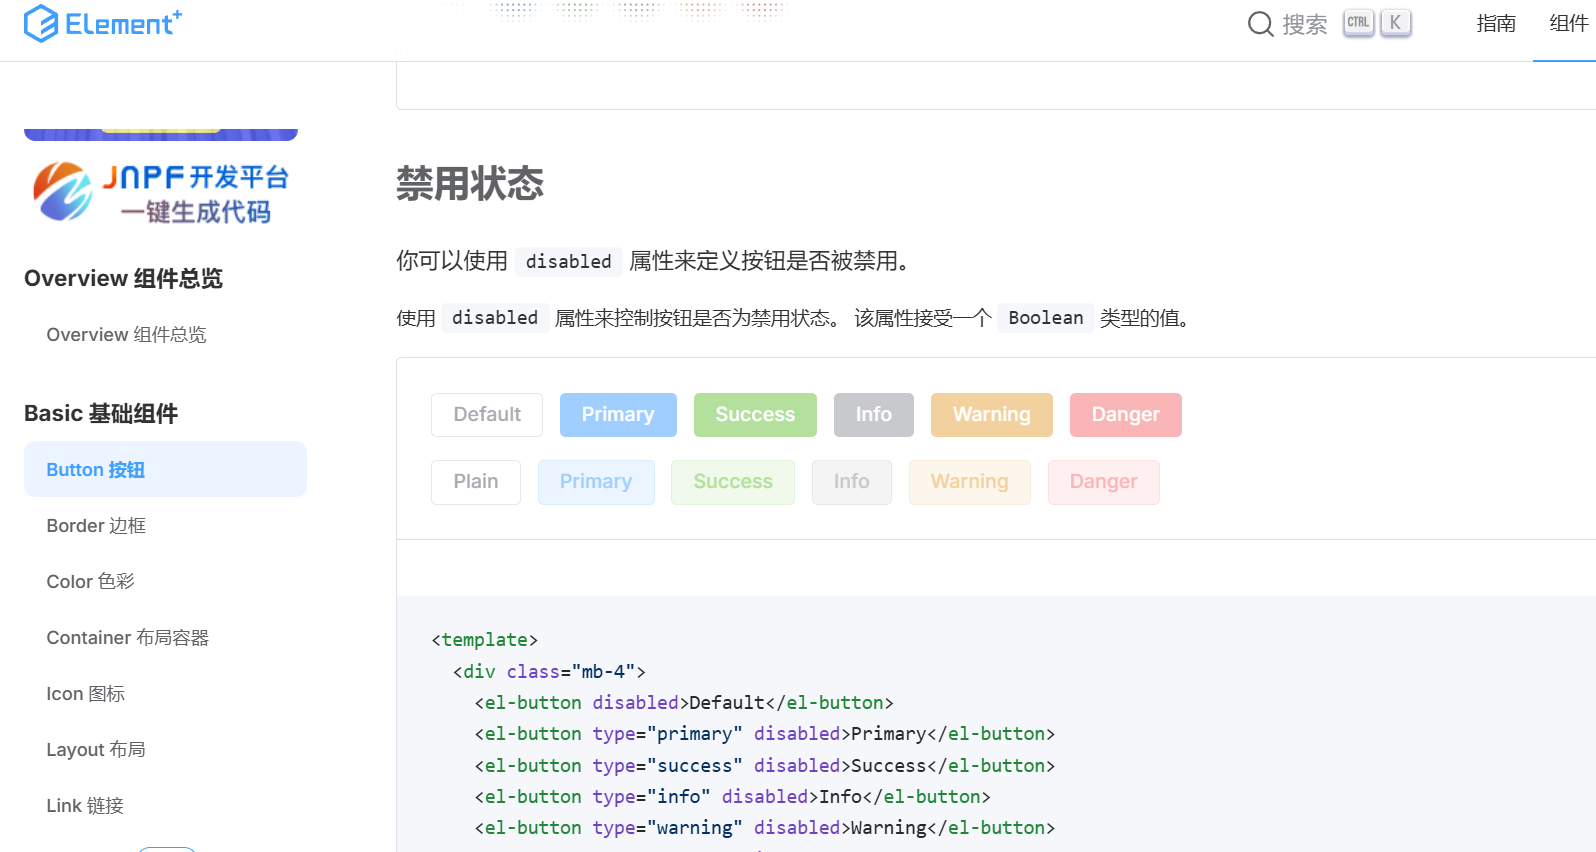 Element+
搜索 CTRL K 指南 组件
JNPF开发平台
一键生成代码
Overview 组件总览
Overview 组件总览
Basic 基础组件
Button 按钮
Border 边框
Color 色彩
Container 布局容器
Icon 图标
Layout 布局
Link 链接
禁用状态
你可以使用 disabled 属性来定义按钮是否被禁用。
使用 disabled 属性来控制按钮是否为禁用状态。 该属性接受一个 Boolean 类型的值。
Default Primary Success Info Warning Danger
Plain Primary Success Info Warning Danger
<template>
<div class="mb-4">
<el-button disabled>Default</el-button>
<el-button type="primary" disabled>Primary</el-button>
<el-button type="success" disabled>Success</el-button>
<el-button type="info" disabled>Info</el-button>
<el-button type="warning" disabled>Warning</el-button>